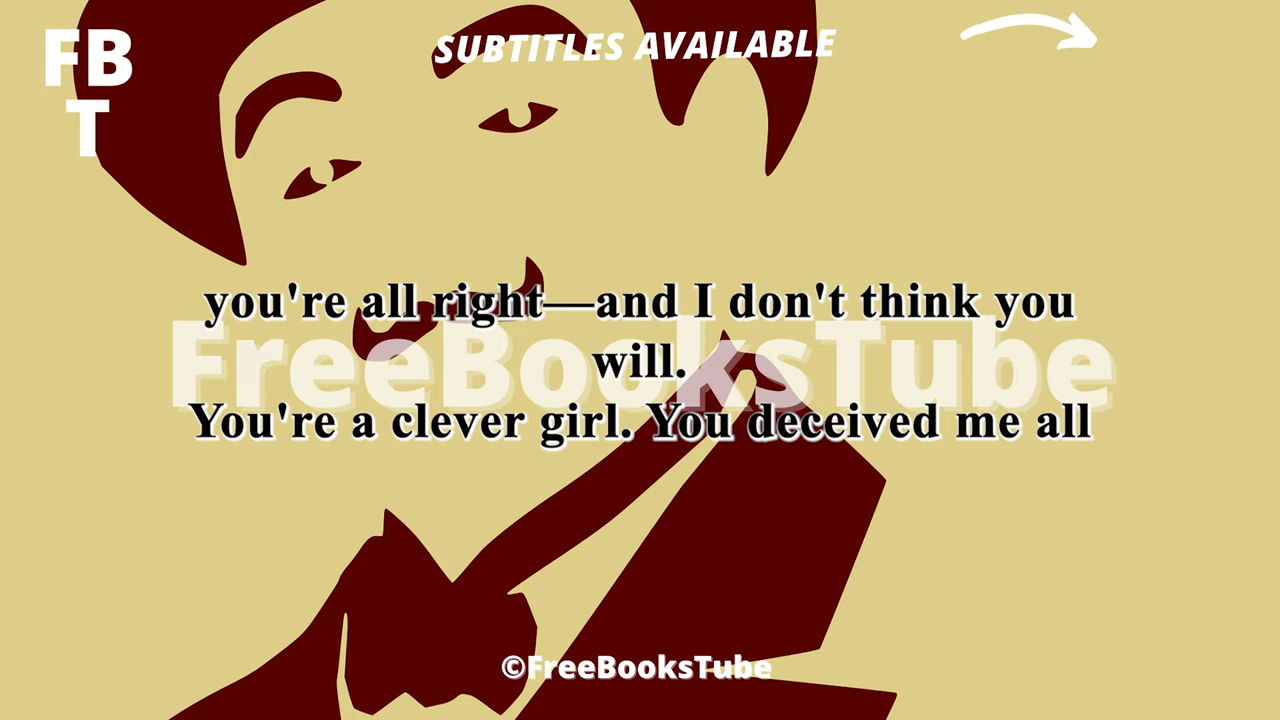 FB
T
SUBTITLES AVAILABLE
you're all right—and I don't think you
will.
FreeBooksTube
You're a clever girl. You deceived me all
©FreeBooksTube